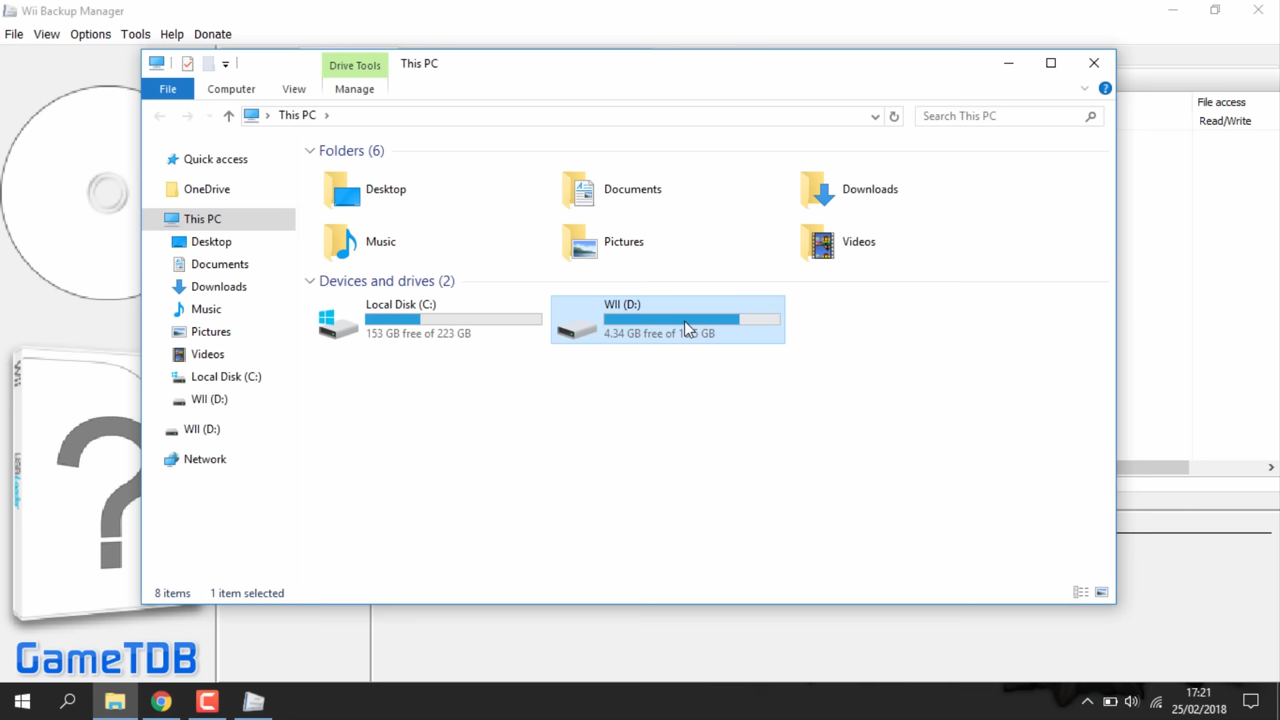 Wii Backup Manager
File View Options Tools Help Donate
Drive Tools
This PC
File Computer View Manage
This PC
Search This PC
Quick access
OneDrive
This PC
Desktop
Documents
Downloads
Music
Pictures
Videos
Local Disk (C:)
WII (D:)
WII (D:)
Network
Folders (6)
Desktop
Documents
Downloads
Music
Pictures
Videos
Devices and drives (2)
Local Disk (C:)
153 GB free of 223 GB
WII (D:)
4.34 GB free of GB
8 items 1 item selected
File access
Read/Write
Wii
GameTDB
17:21
25/02/2018